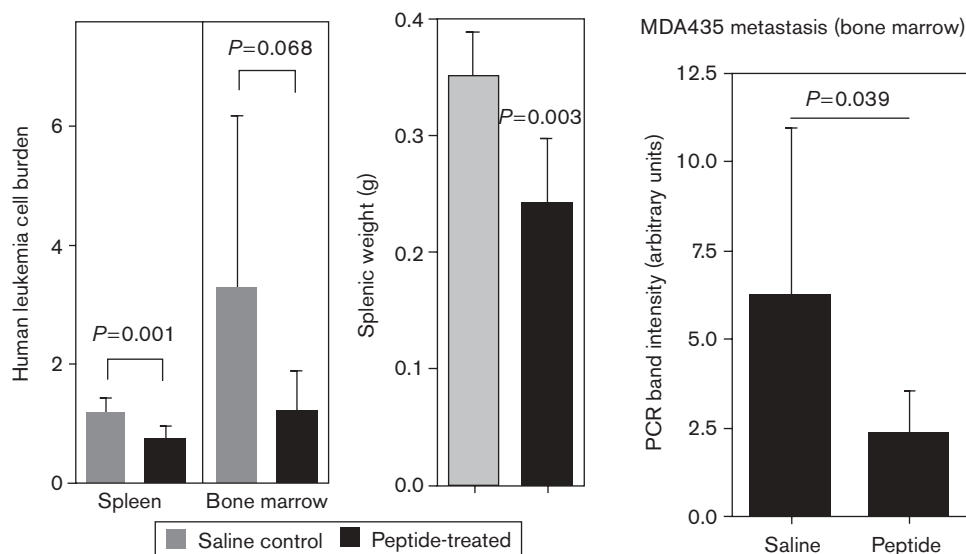 Human leukemia cell burden
6
4
2
0
P=0.001
P=0.068
Spleen
Bone marrow
Splenic weight (g)
0.4
0.3
0.2
0.1
0.0
P=0.003
Saline control
Peptide-treated
MDA435 metastasis (bone marrow)
PCR band intensity (arbitrary units)
12.5
10.0
7.5
5.0
2.5
0.0
P=0.039
Saline
Peptide